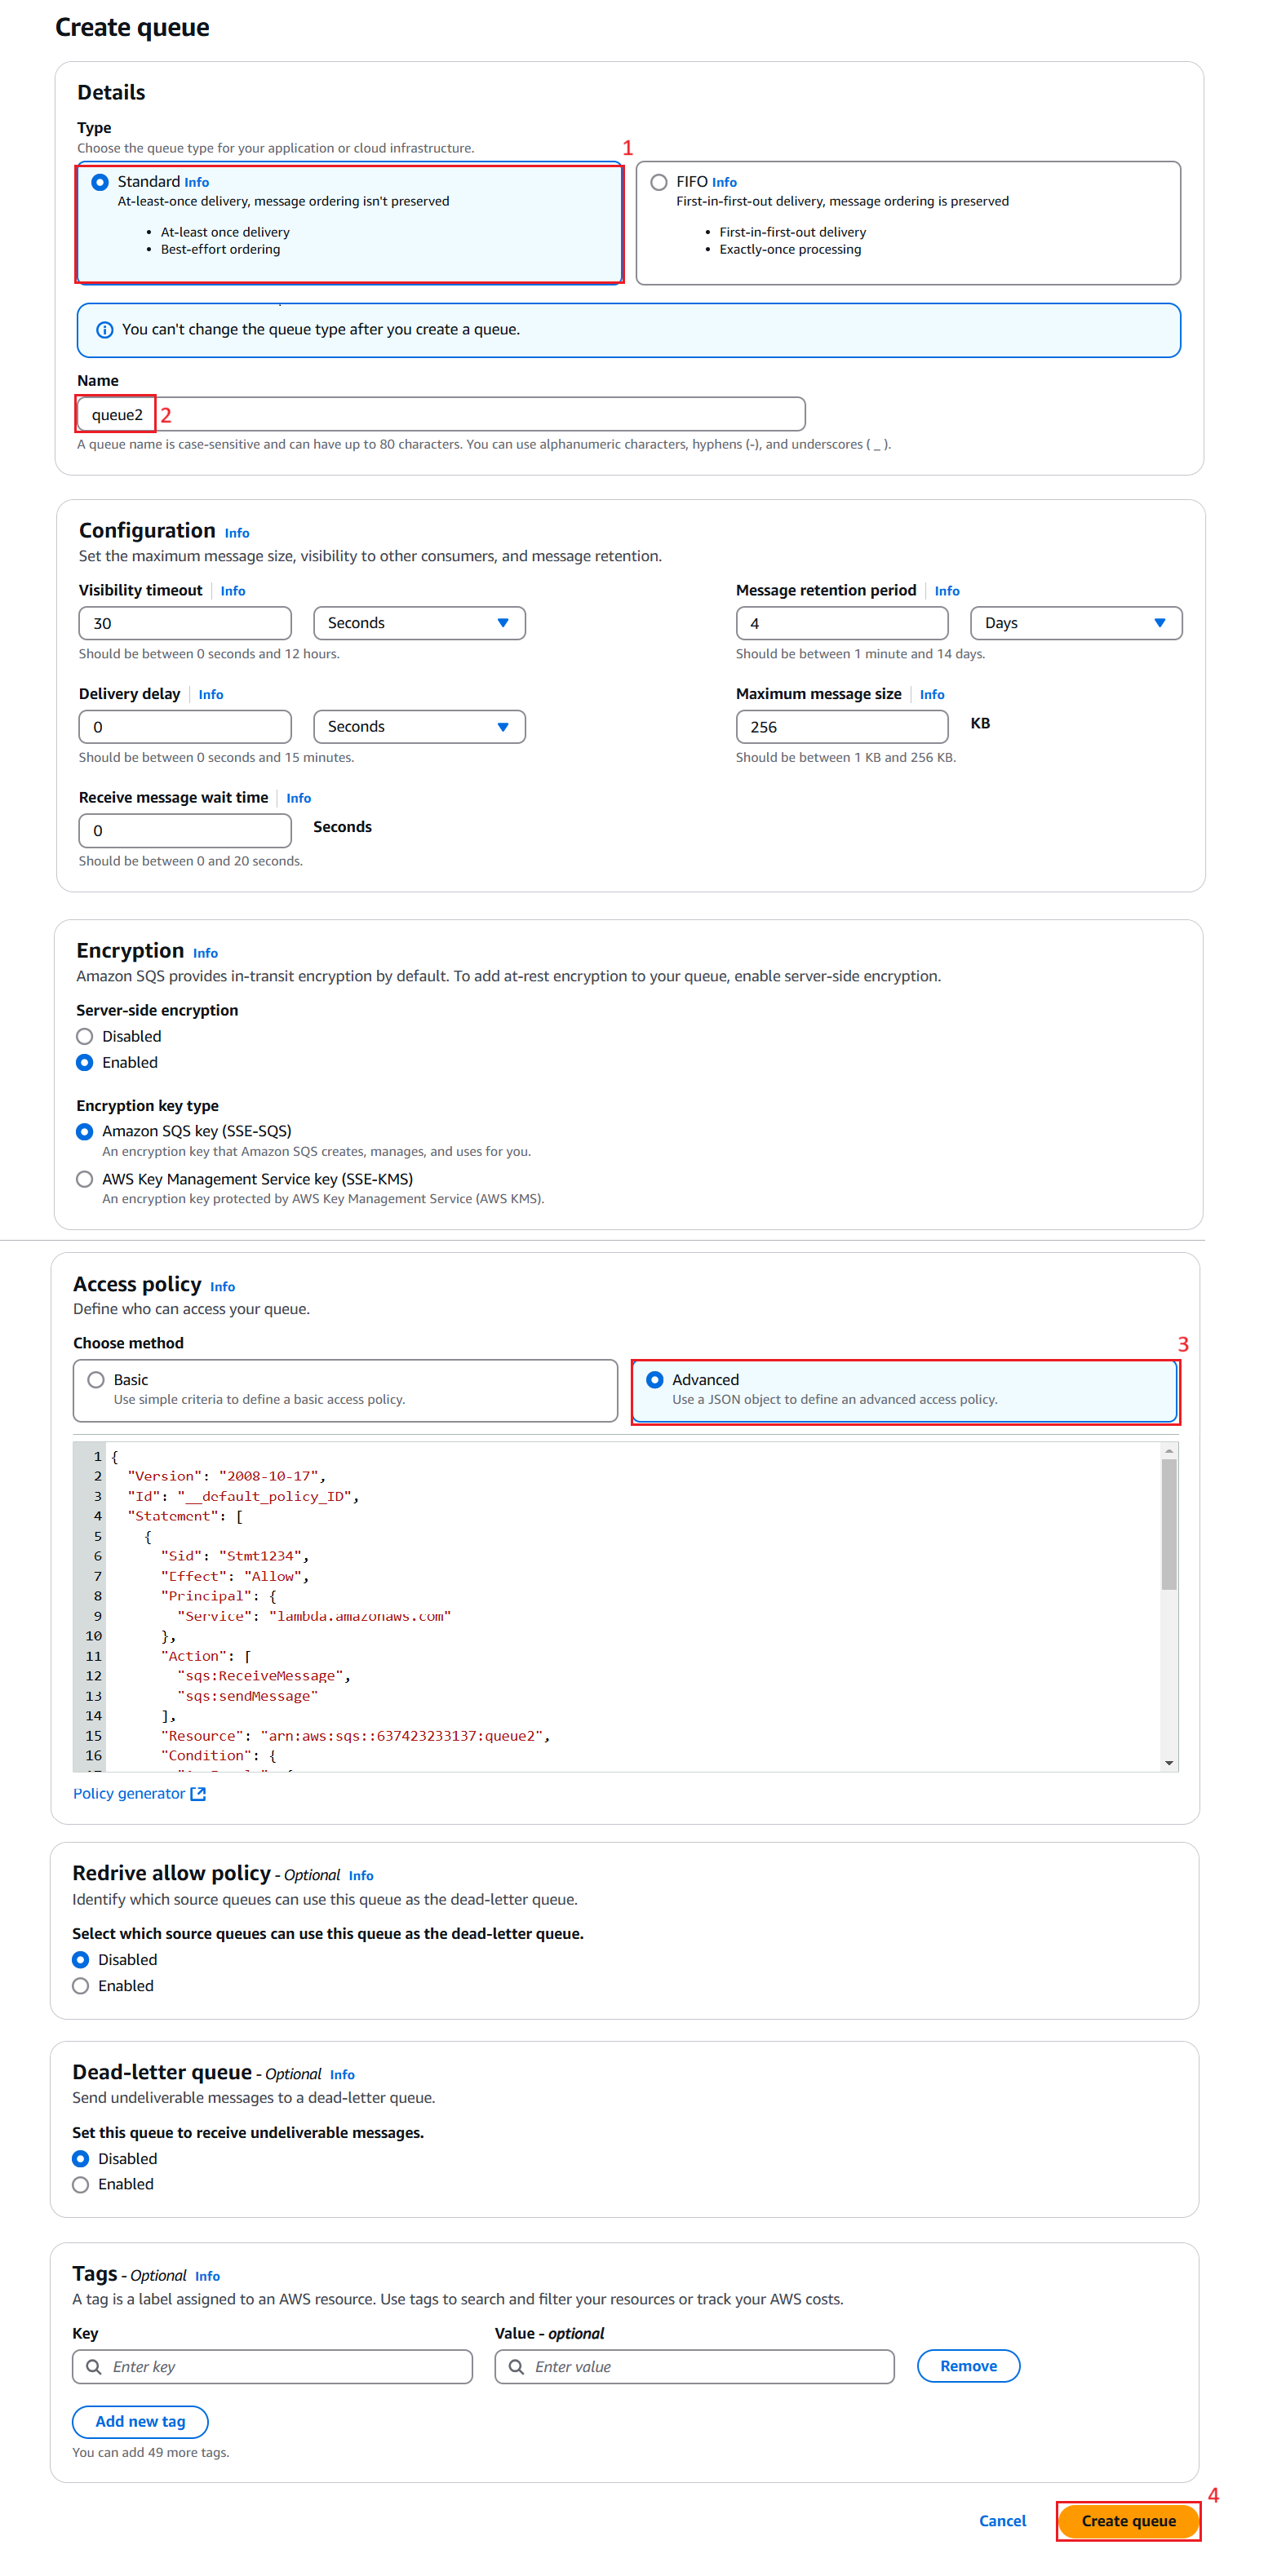 Create queue
Details
Type
Choose the queue type for your application or cloud infrastructure.
1
Standard Info
At-least-once delivery, message ordering isn't preserved
• At-least once delivery
• Best-effort ordering
FIFO Info
First-in-first-out delivery, message ordering is preserved
• First-in-first-out delivery
• Exactly-once processing
You can't change the queue type after you create a queue.
Name
queue2
2
A queue name is case-sensitive and can have up to 80 characters. You can use alphanumeric characters, hyphens (-), and underscores ( _ ).
Configuration Info
Set the maximum message size, visibility to other consumers, and message retention.
Visibility timeout Info
30 Seconds
Should be between 0 seconds and 12 hours.
Message retention period Info
4 Days
Should be between 1 minute and 14 days.
Delivery delay Info
0 Seconds
Should be between 0 seconds and 15 minutes.
Maximum message size Info
256 KB
Should be between 1 KB and 256 KB.
Receive message wait time Info
0 Seconds
Should be between 0 and 20 seconds.
Encryption Info
Amazon SQS provides in-transit encryption by default. To add at-rest encryption to your queue, enable server-side encryption.
Server-side encryption
Disabled
Enabled
Encryption key type
Amazon SQS key (SSE-SQS)
An encryption key that Amazon SQS creates, manages, and uses for you.
AWS Key Management Service key (SSE-KMS)
An encryption key protected by AWS Key Management Service (AWS KMS).
Access policy Info
Define who can access your queue.
Choose method
3
Basic
Use simple criteria to define a basic access policy.
Advanced
Use a JSON object to define an advanced access policy.
1 {
2 "Version": "2008-10-17",
3 "Id": "__default_policy_ID",
4 "Statement": [
5 {
6 "Sid": "Stmt1234",
7 "Effect": "Allow",
8 "Principal": {
9 "Service": "lambda.amazonaws.com"
10 },
11 "Action": [
12 "sqs:ReceiveMessage",
13 "sqs:sendMessage"
14 ],
15 "Resource": "arn:aws:sqs::637423233137:queue2",
16 "Condition": {
Policy generator
Redrive allow policy - Optional Info
Identify which source queues can use this queue as the dead-letter queue.
Select which source queues can use this queue as the dead-letter queue.
Disabled
Enabled
Dead-letter queue - Optional Info
Send undeliverable messages to a dead-letter queue.
Set this queue to receive undeliverable messages.
Disabled
Enabled
Tags - Optional Info
A tag is a label assigned to an AWS resource. Use tags to search and filter your resources or track your AWS costs.
Key
Value - optional
Enter key
Enter value
Remove
Add new tag
You can add 49 more tags.
4
Cancel
Create queue